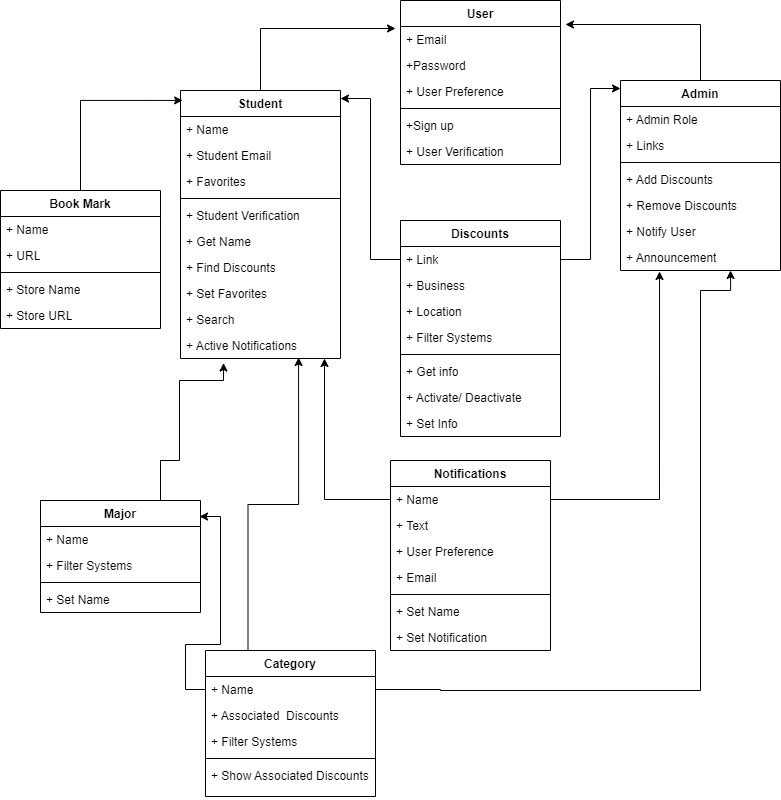 User
+ Email
+Password
+ User Preference
+Sign up
+ User Verification
Student
+ Name
+ Student Email
+ Favorites
+ Student Verification
+ Get Name
+ Find Discounts
+ Set Favorites
+ Search
+ Active Notifications
Admin
+ Admin Role
+ Links
+ Add Discounts
+ Remove Discounts
+ Notify User
+ Announcement
Book Mark
+ Name
+ URL
+ Store Name
+ Store URL
Discounts
+ Link
+ Business
+ Location
+ Filter Systems
+ Get info
+ Activate/ Deactivate
+ Set Info
Notifications
+ Name
+ Text
+ User Preference
+ Email
+ Set Name
+ Set Notification
Major
+ Name
+ Filter Systems
+ Set Name
Category
+ Name
+ Associated  Discounts
+ Filter Systems
+ Show Associated Discounts